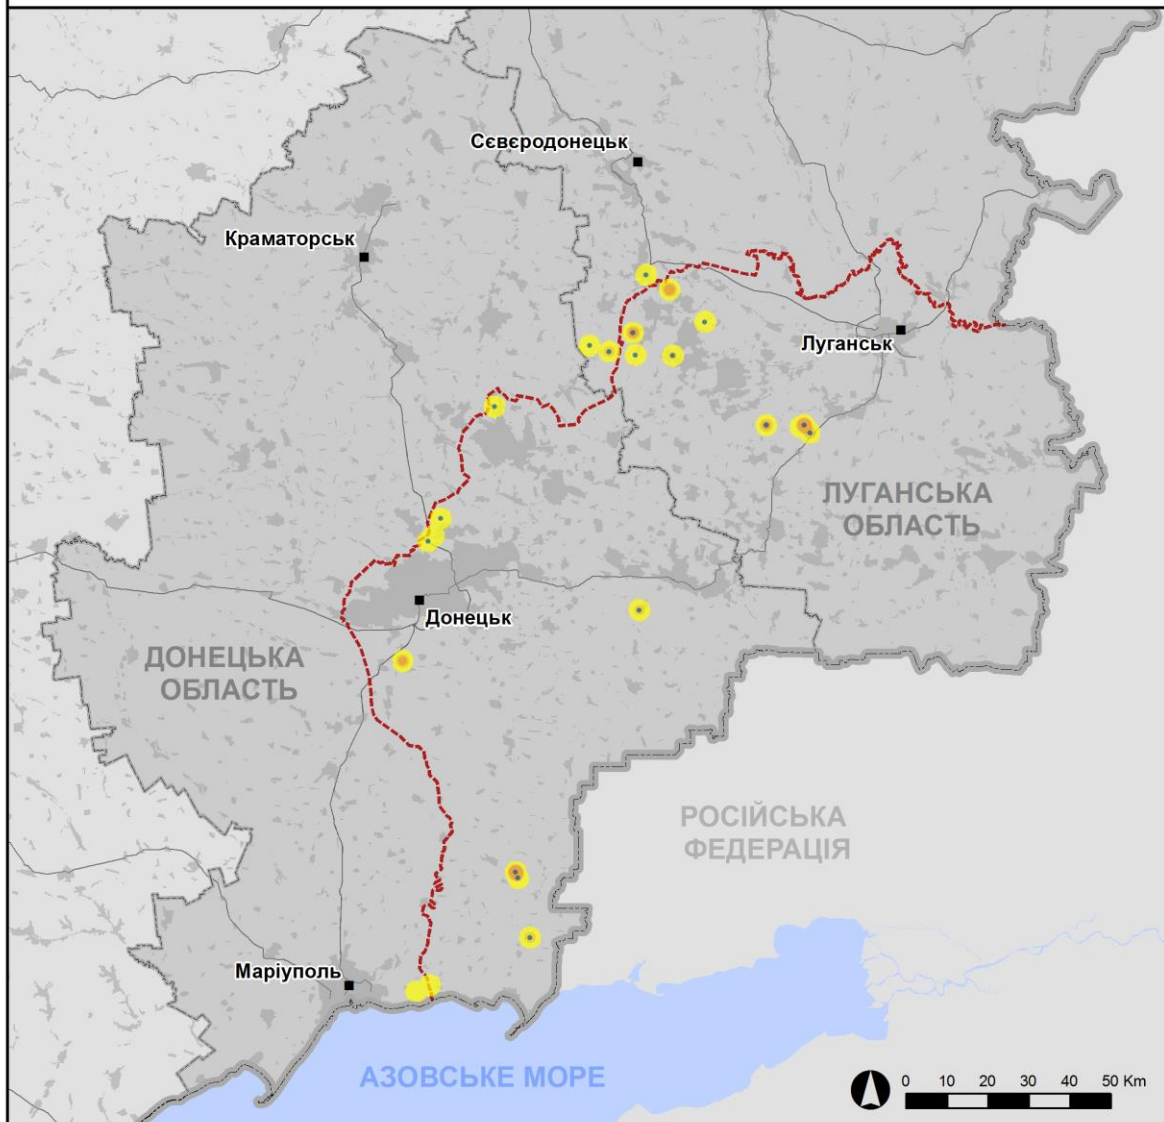 Сєвєродонецьк
Краматорськ
Луганськ
ЛУГАНСЬКА
ОБЛАСТЬ
Донецьк
ДОНЕЦЬКА
ОБЛАСТЬ
РОСІЙСЬКА
ФЕДЕРАЦІЯ
Маріуполь
АЗОВСЬКЕ МОРЕ
0 10 20 30 40 50 Km